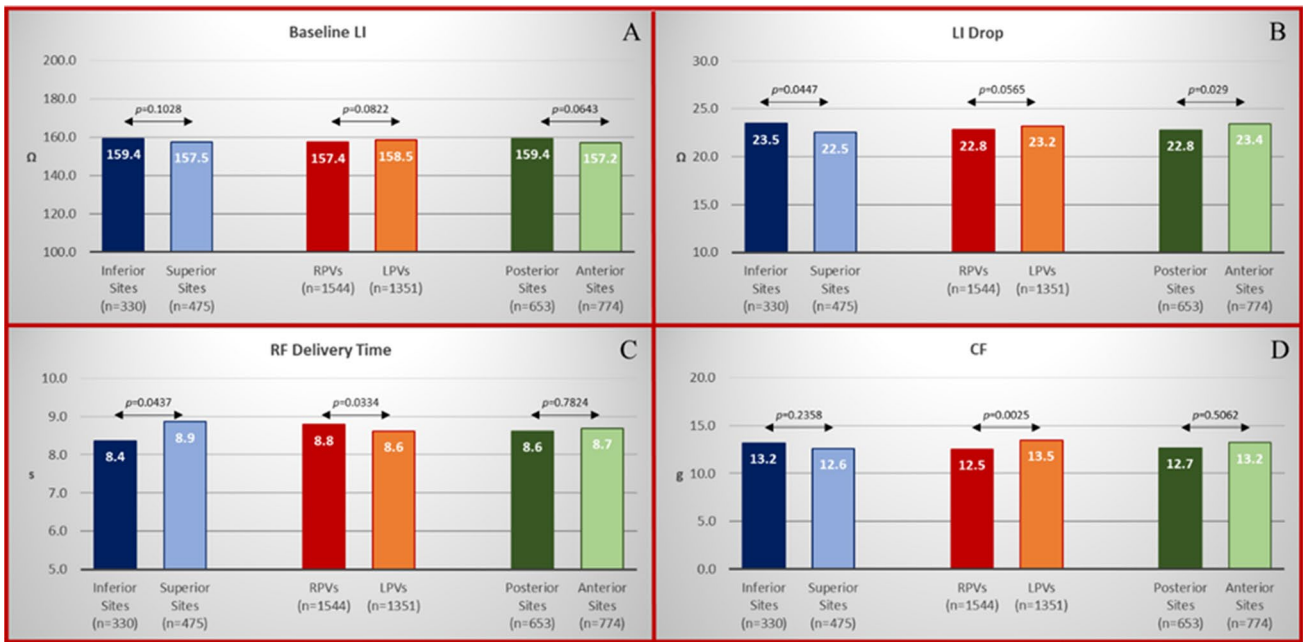 Baseline LI
A
200.0
180.0
160.0
140.0
120.0
100.0
Ω
p=0.1028
p=0.0822
p=0.0643
159.4
157.5
157.4
158.5
159.4
157.2
Inferior Sites (n=330)
Superior Sites (n=475)
RPVs (n=1544)
LPVs (n=1351)
Posterior Sites (n=653)
Anterior Sites (n=774)
LI Drop
B
30.0
25.0
20.0
15.0
10.0
Ω
p=0.0447
p=0.0565
p=0.029
23.5
22.5
22.8
23.2
22.8
23.4
Inferior Sites (n=330)
Superior Sites (n=475)
RPVs (n=1544)
LPVs (n=1351)
Posterior Sites (n=653)
Anterior Sites (n=774)
RF Delivery Time
C
10.0
9.0
8.0
7.0
6.0
5.0
s
p=0.0437
p=0.0334
p=0.7824
8.4
8.9
8.8
8.6
8.6
8.7
Inferior Sites (n=330)
Superior Sites (n=475)
RPVs (n=1544)
LPVs (n=1351)
Posterior Sites (n=653)
Anterior Sites (n=774)
CF
D
20.0
15.0
10.0
5.0
0.0
g
p=0.2358
p=0.0025
p=0.5062
13.2
12.6
12.5
13.5
12.7
13.2
Inferior Sites (n=330)
Superior Sites (n=475)
RPVs (n=1544)
LPVs (n=1351)
Posterior Sites (n=653)
Anterior Sites (n=774)